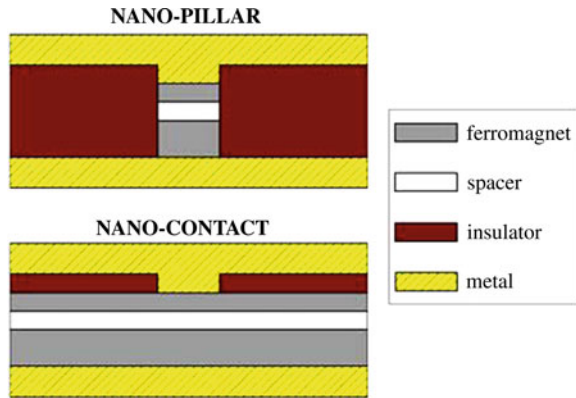 NANO-PILLAR
ferromagnet
spacer
NANO-CONTACT
insulator
metal